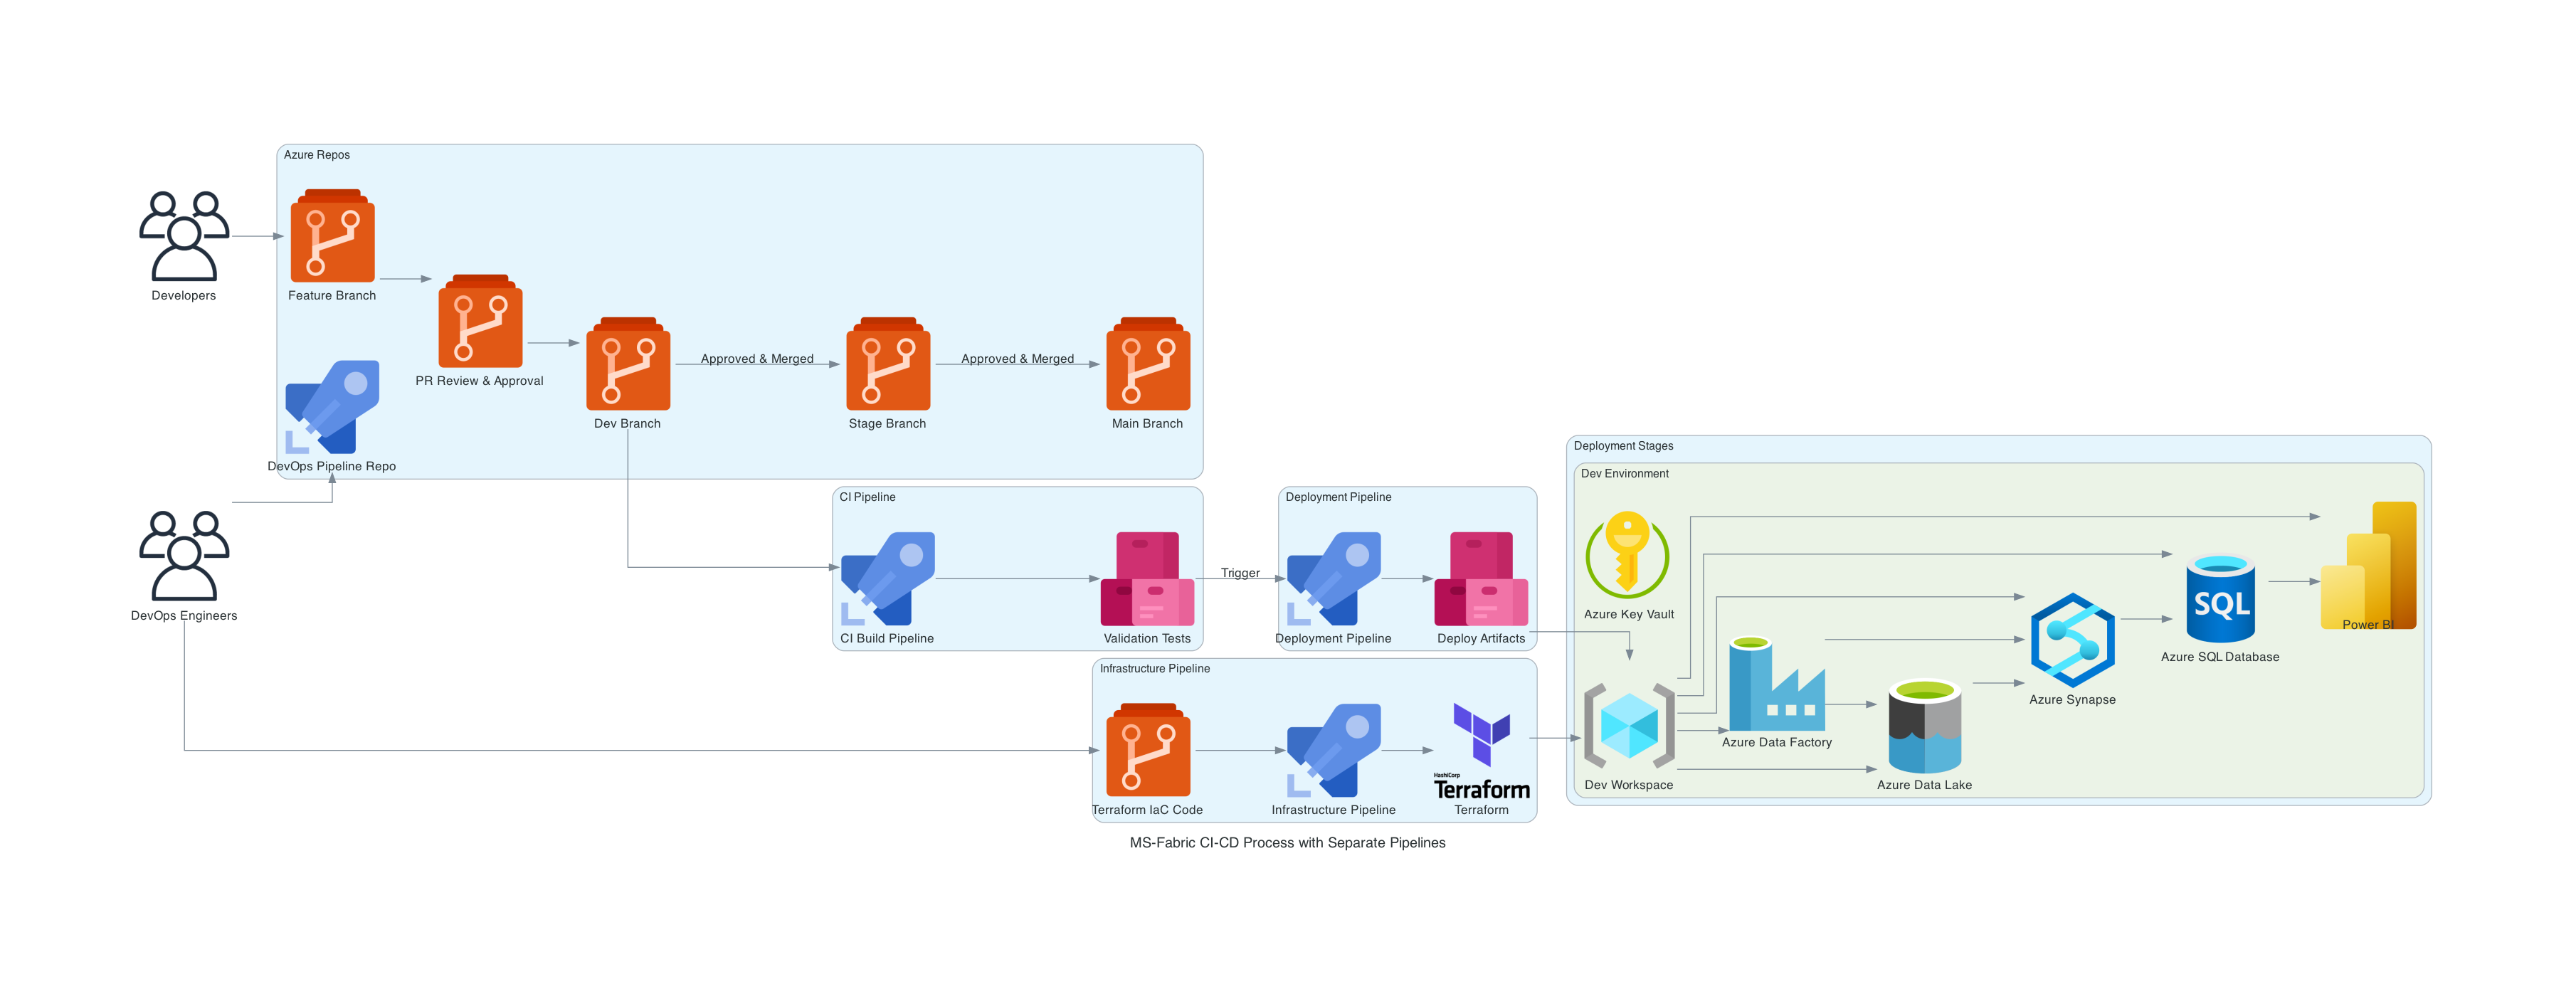 Azure Repos
Developers
Feature Branch
PR Review & Approval
Dev Branch
Approved & Merged
Stage Branch
Approved & Merged
Main Branch
DevOps Pipeline Repo
DevOps Engineers
CI Pipeline
CI Build Pipeline
Validation Tests
Trigger
Deployment Pipeline
Deployment Pipeline
Deploy Artifacts
Infrastructure Pipeline
Terraform IaC Code
Infrastructure Pipeline
HashiCorp
Terraform
Terraform
Deployment Stages
Dev Environment
Azure Key Vault
Dev Workspace
Azure Data Factory
Azure Data Lake
Azure Synapse
SQL
Azure SQL Database
Power BI
MS-Fabric CI-CD Process with Separate Pipelines